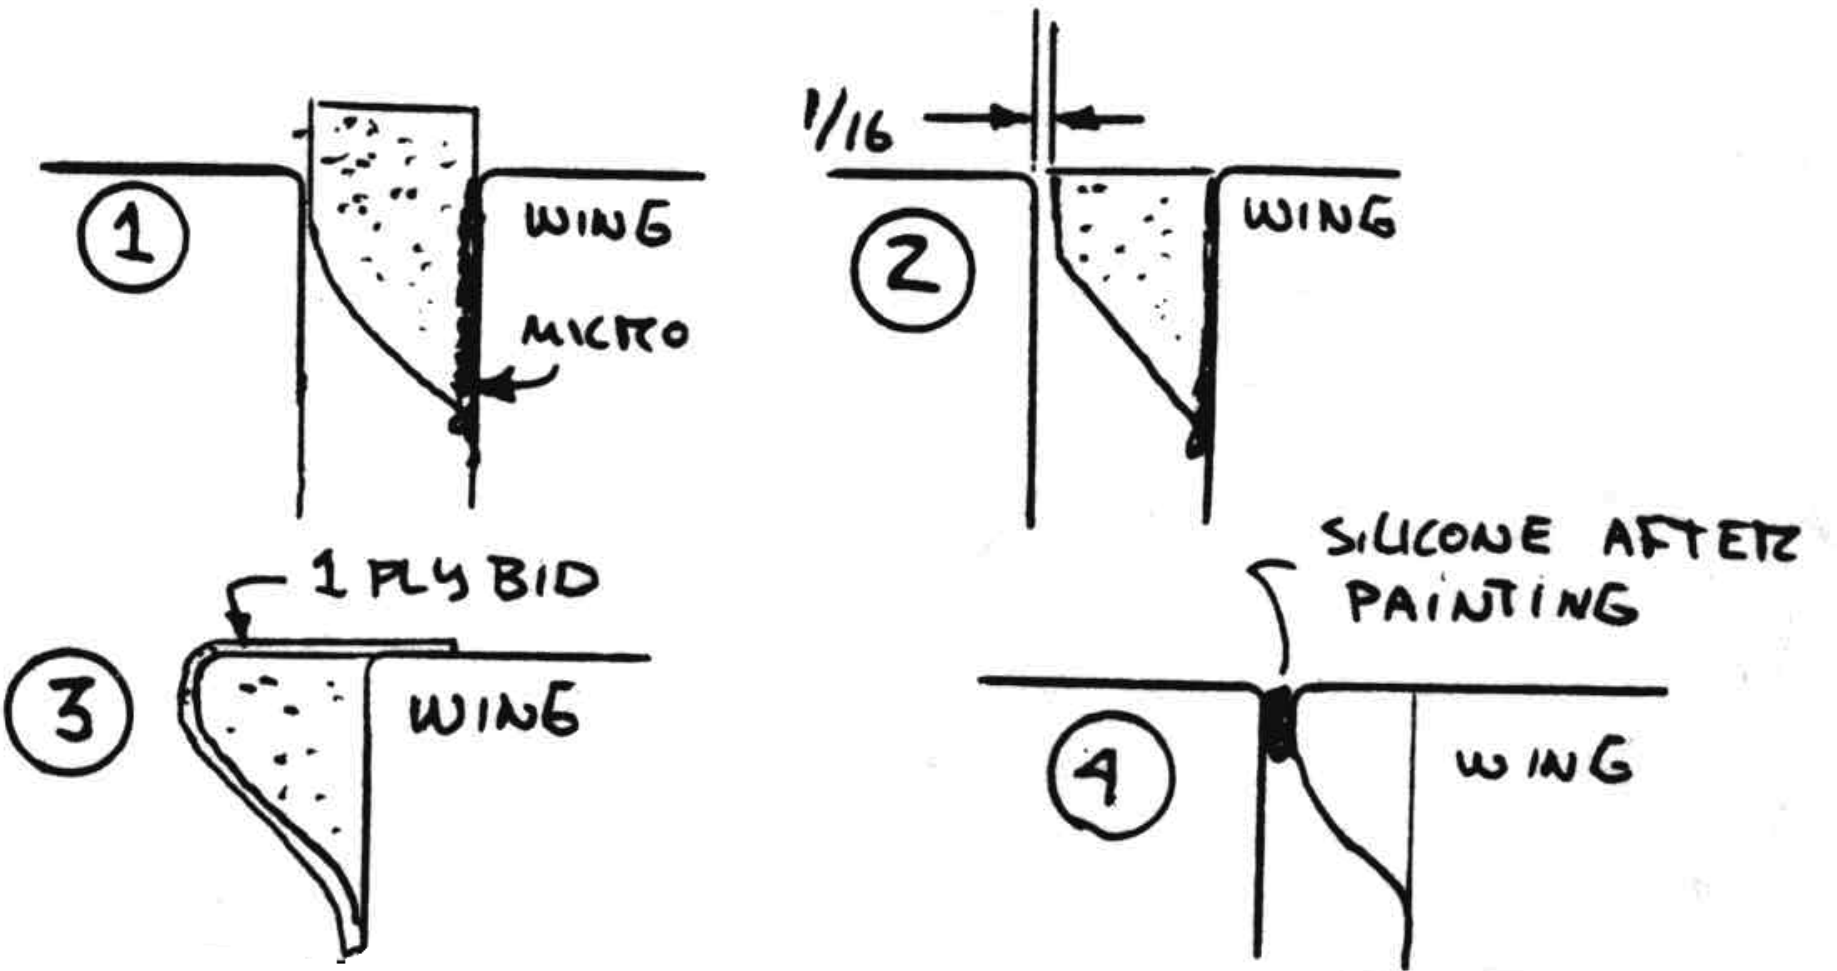 1
WING
MICRO
1/16
2
WING
1 PLY BID
3
WING
SILICONE AFTER
PAINTING
4
WING